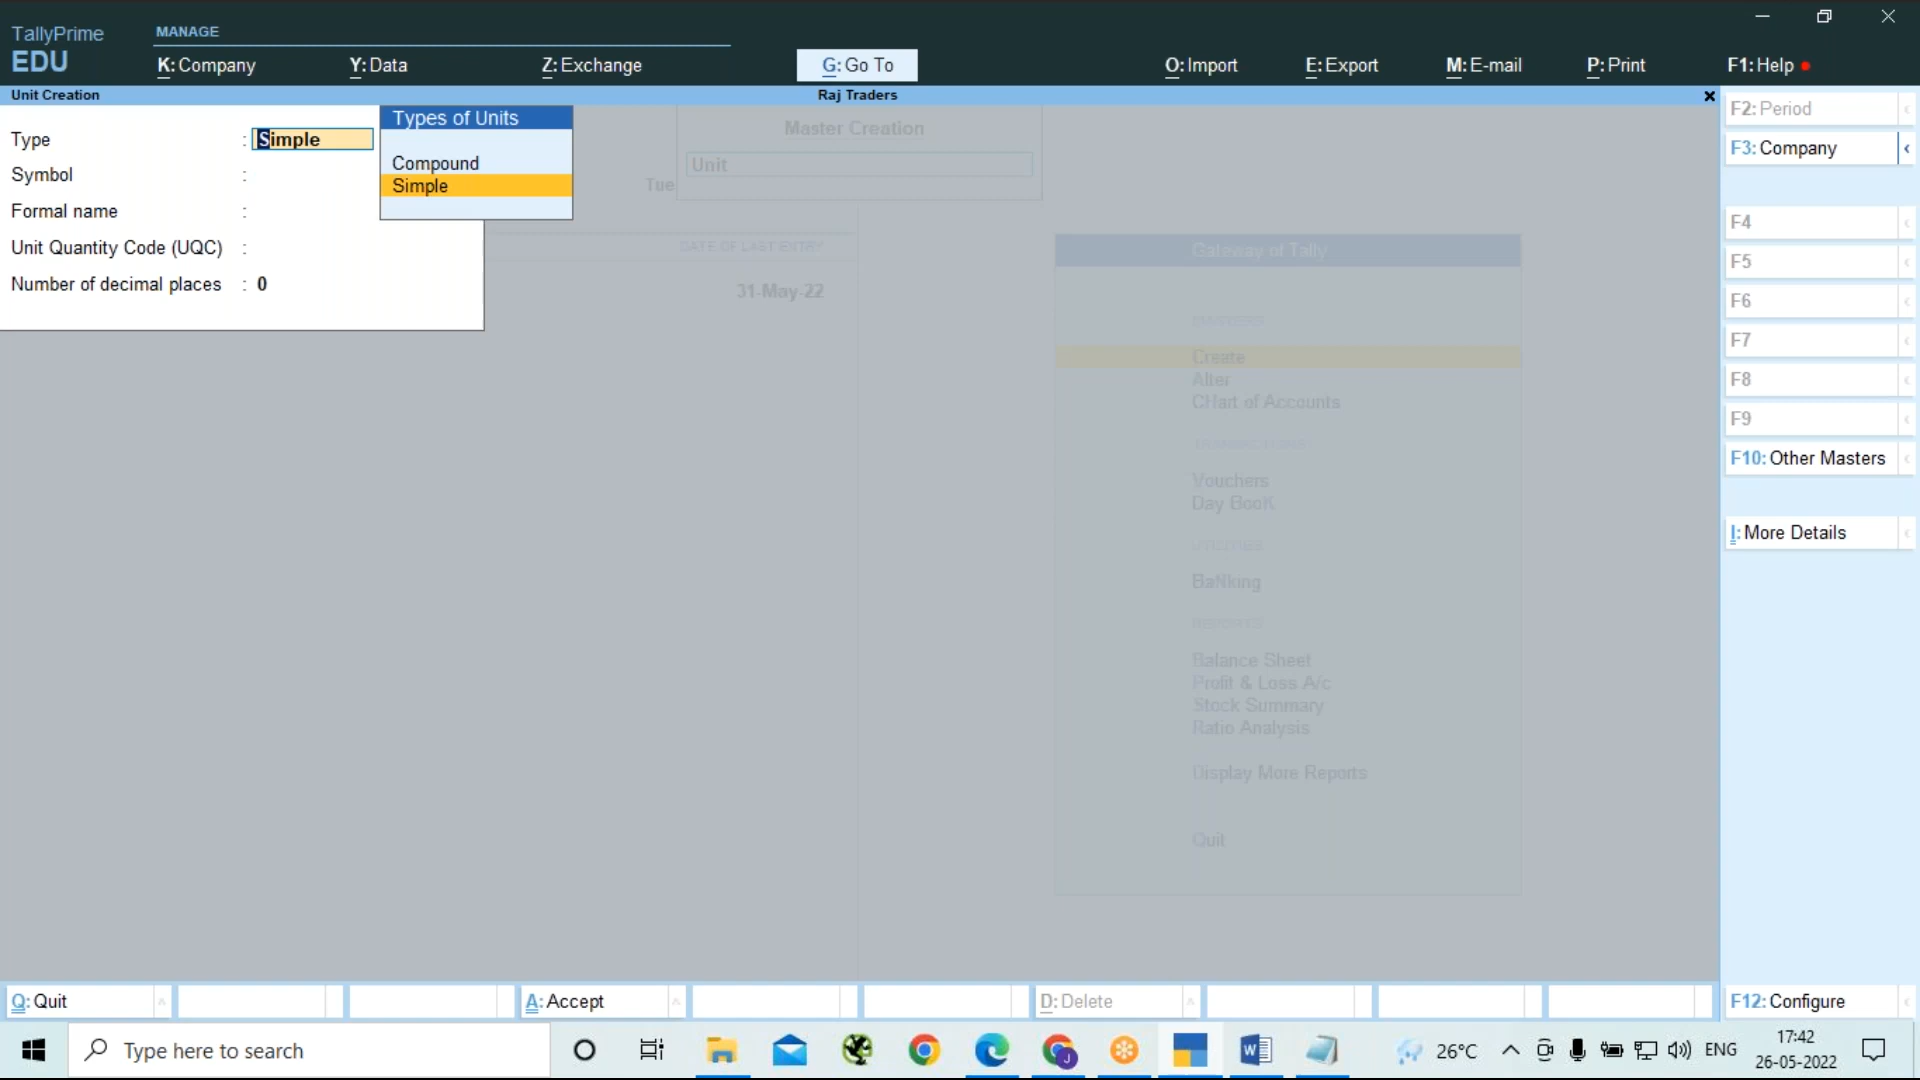 TallyPrime
EDU
MANAGE
K: Company
Y: Data
Z: Exchange
G: Go To
O: Import
E: Export
M: E-mail
P: Print
F1: Help
Unit Creation
Raj Traders
Type : Simple
Symbol :
Formal name :
Unit Quantity Code (UQC) :
Number of decimal places : 0
Types of Units
Compound
Simple
Master Creation
Unit
Tue
DATE OF LAST ENTRY
31-May-22
Gateway of Tally
Create
Alter
CHart of Accounts
Vouchers
Day BooK
BaNking
Balance Sheet
Profit & Loss A/c
Stock Summary
Ratio Analysis
Display More Reports
Quit
F2: Period
F3: Company
F4
F5
F6
F7
F8
F9
F10: Other Masters
I: More Details
F12: Configure
Q: Quit
A: Accept
D: Delete
Type here to search
26°C
ENG
17:42
26-05-2022